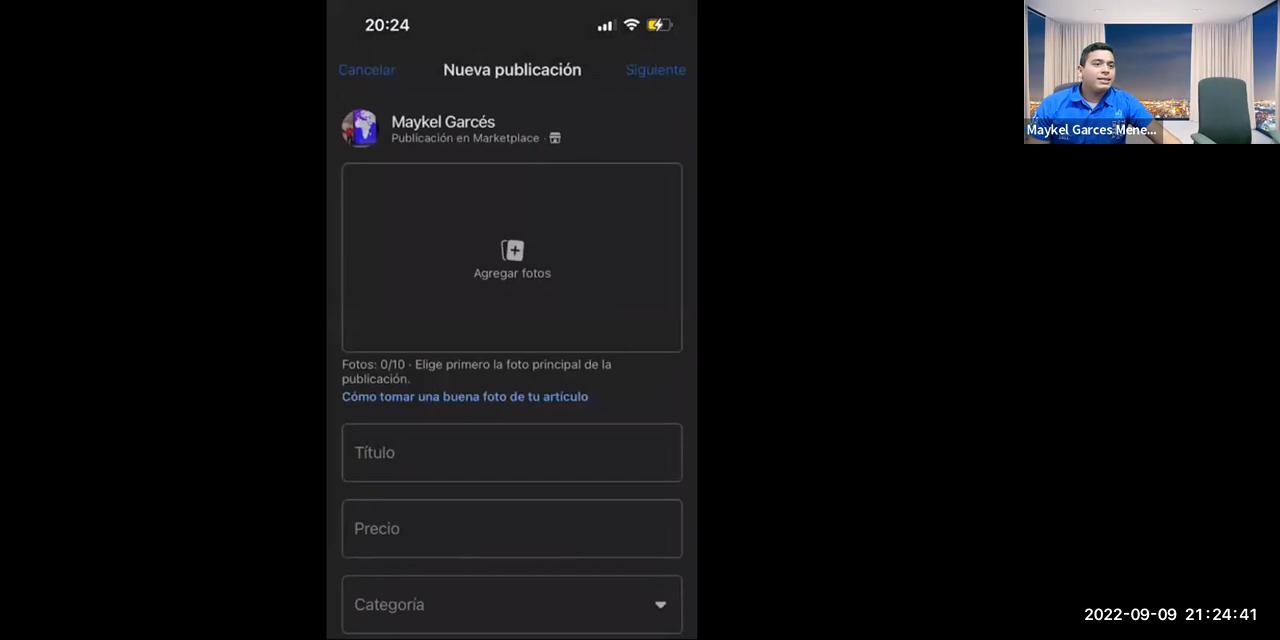 20:24
Cancelar
Nueva publicación
Siguiente
Maykel Garcés
Publicación en Marketplace ·
Agregar fotos
Fotos: 0/10 · Elige primero la foto principal de la
publicación.
Cómo tomar una buena foto de tu artículo
Título
Precio
Categoría
Maykel Garces Mene...
2022-09-09 21:24:41